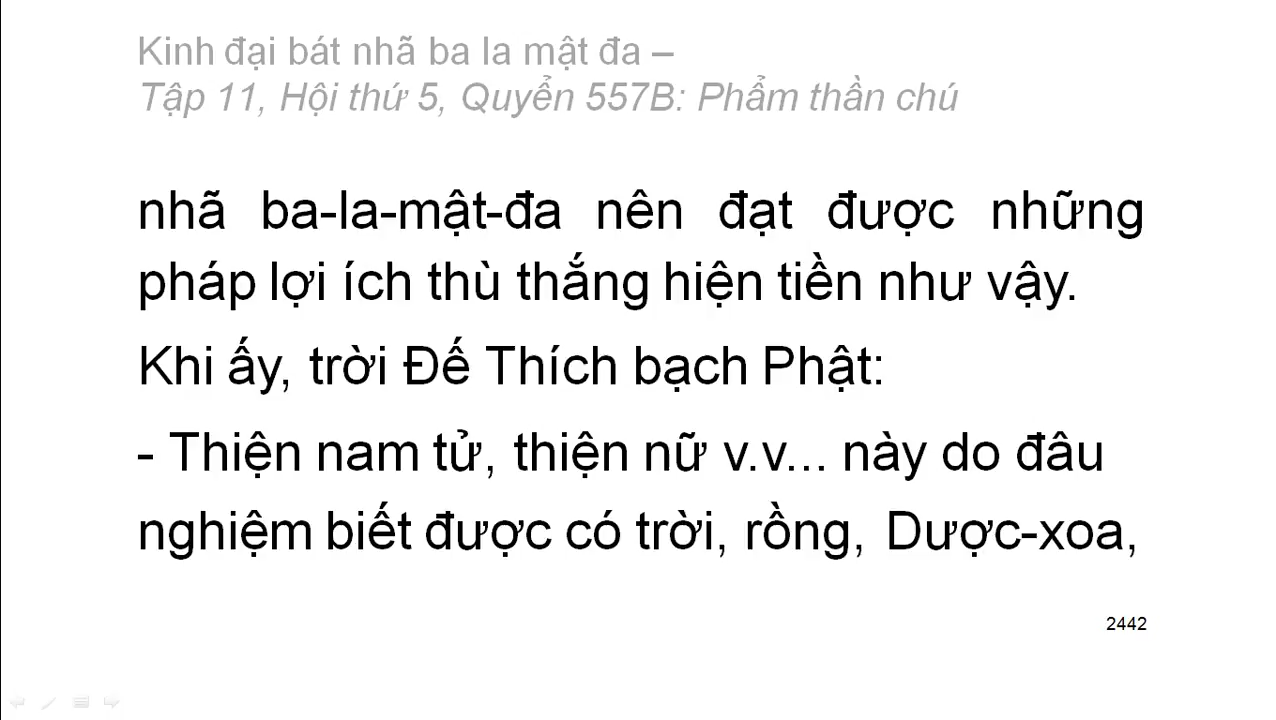 Kinh đại bát nhã ba la mật đa –
Tập 11, Hội thứ 5, Quyển 557B: Phẩm thần chú
nhã ba-la-mật-đa nên đạt được những
pháp lợi ích thù thắng hiện tiền như vậy.
Khi ấy, trời Đế Thích bạch Phật:
- Thiện nam tử, thiện nữ v.v... này do đâu
nghiệm biết được có trời, rồng, Dược-xoa,
2442